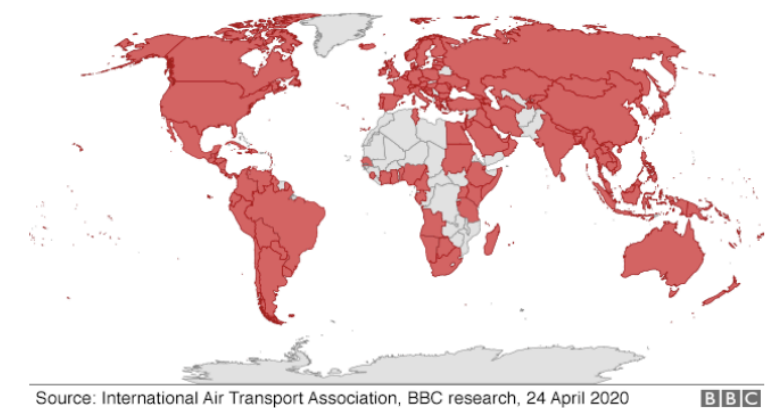 Source: International Air Transport Association, BBC research, 24 April 2020
BBC